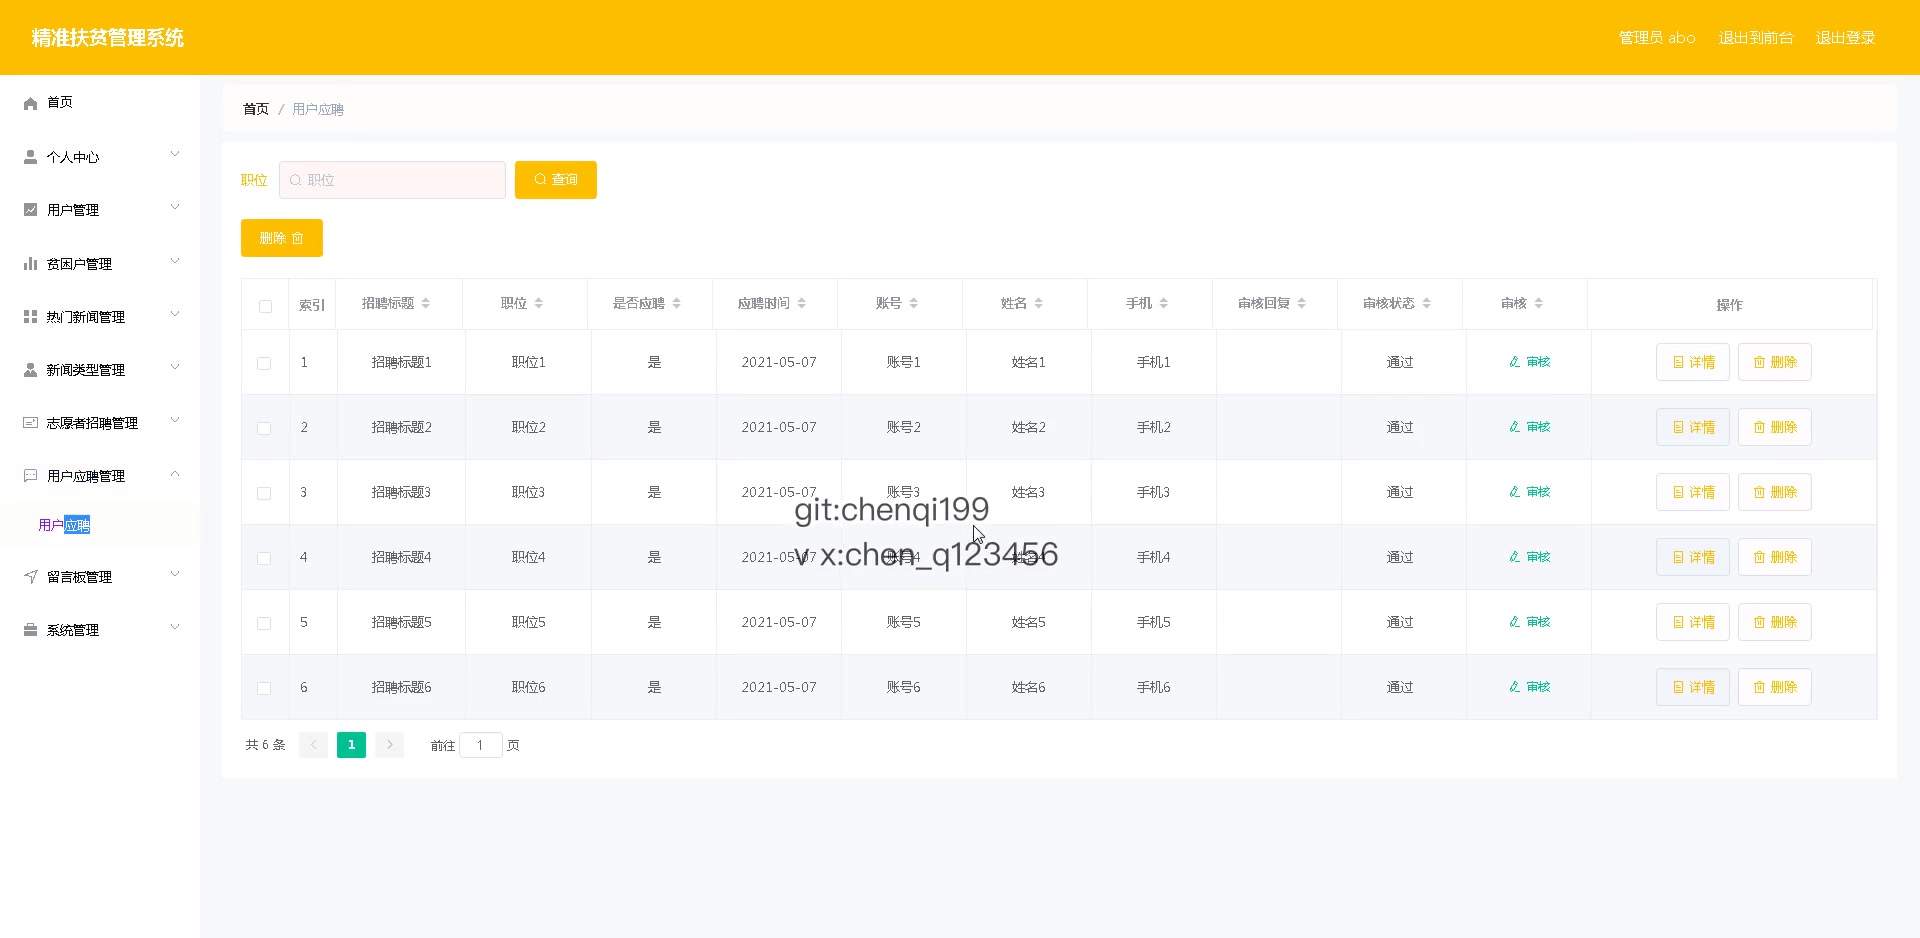 精准扶贫管理系统
管理员 abo 退出到前台 退出登录
首页
个人中心
用户管理
贫困户管理
热门新闻管理
新闻类型管理
志愿者招聘管理
用户应聘管理
用户应聘
留言板管理
系统管理
首页 / 用户应聘
职位 职位 查询
删除
索引 招聘标题 职位 是否应聘 应聘时间 账号 姓名 手机 审核回复 审核状态 审核 操作
1 招聘标题1 职位1 是 2021-05-07 账号1 姓名1 手机1 通过 审核 详情 删除
2 招聘标题2 职位2 是 2021-05-07 账号2 姓名2 手机2 通过 审核 详情 删除
3 招聘标题3 职位3 是 2021-05-07 账号3 姓名3 手机3 通过 审核 详情 删除
git:chenqi199
4 招聘标题4 职位4 是 2021-05-07 账号4 姓名4 手机4 通过 审核 详情 删除
v x:chen_q123456
5 招聘标题5 职位5 是 2021-05-07 账号5 姓名5 手机5 通过 审核 详情 删除
6 招聘标题6 职位6 是 2021-05-07 账号6 姓名6 手机6 通过 审核 详情 删除
共 6 条 1 前往 1 页